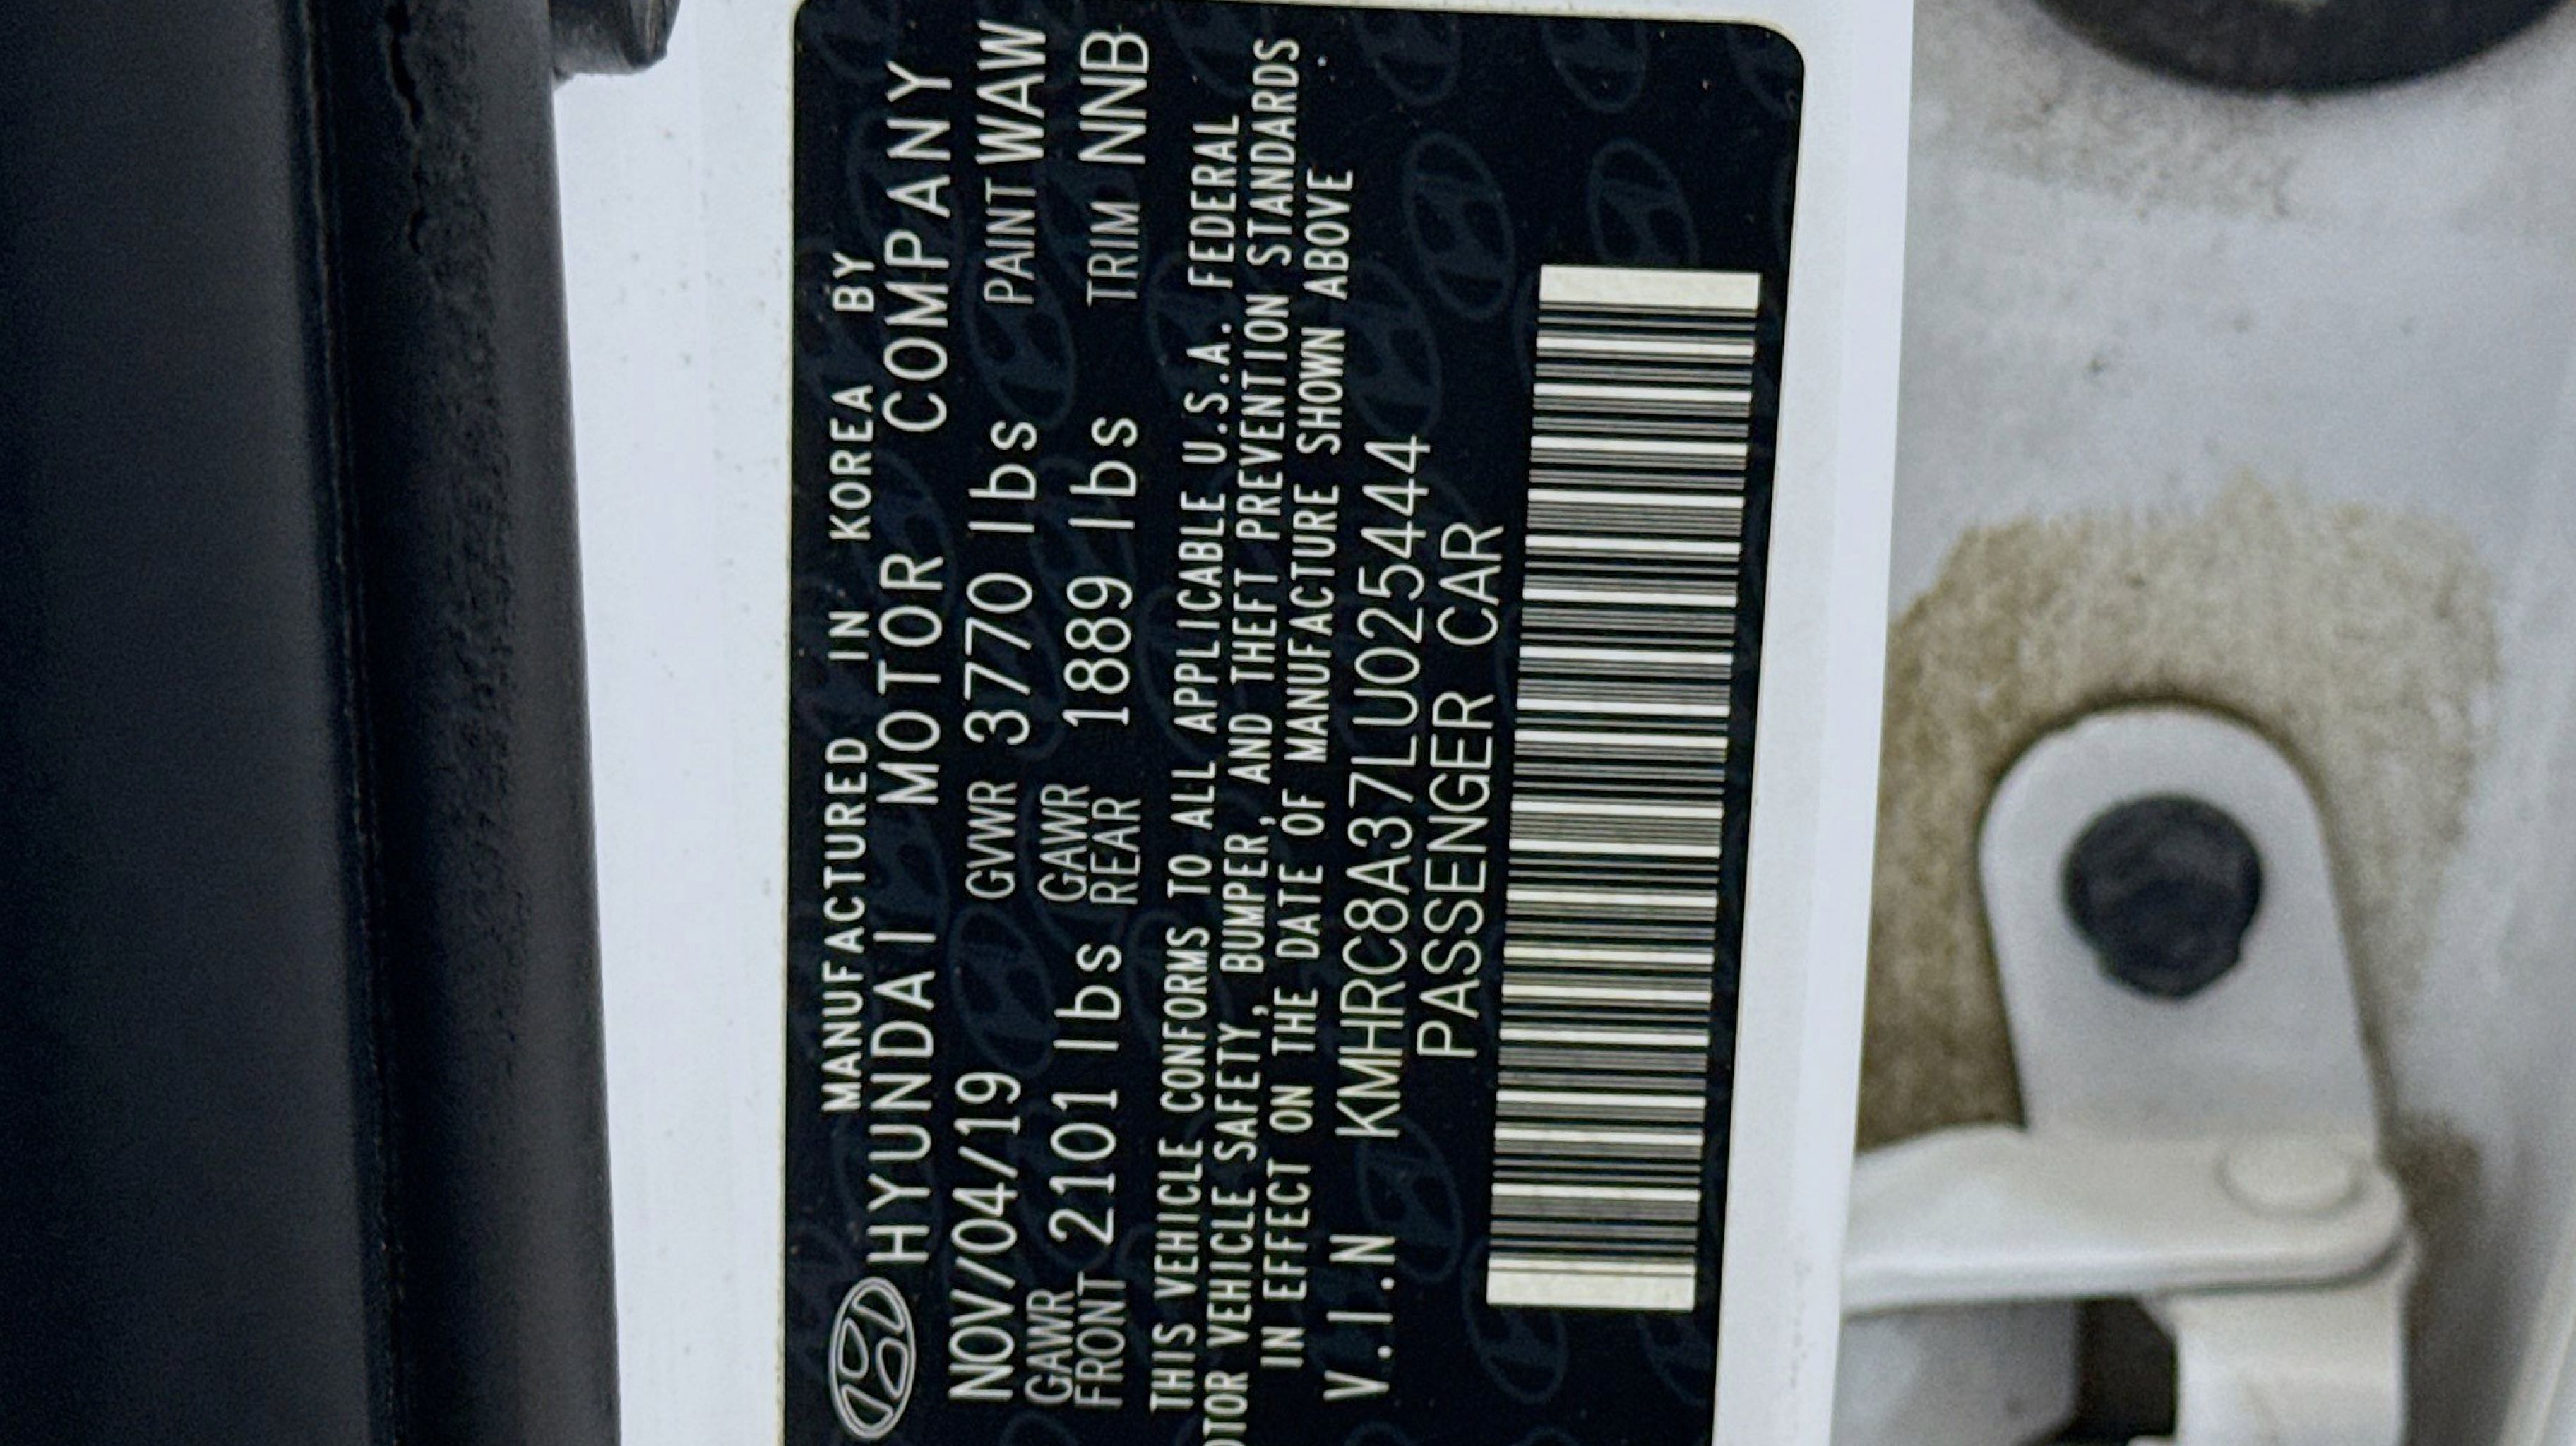 MANUFACTURED IN KOREA BY
HYUNDAI MOTOR COMPANY
NOV/04/19 GVWR 3770 lbs PAINT WAW
GAWR FRONT 2101 lbs GAWR REAR 1889 lbs TRIM NNB
THIS VEHICLE CONFORMS TO ALL APPLICABLE U.S.A. FEDERAL
OTOR VEHICLE SAFETY, BUMPER, AND THEFT PREVENTION STANDARDS
IN EFFECT ON THE DATE OF MANUFACTURE SHOWN ABOVE
V.I.N KMHRC8A37LU025444
PASSENGER CAR